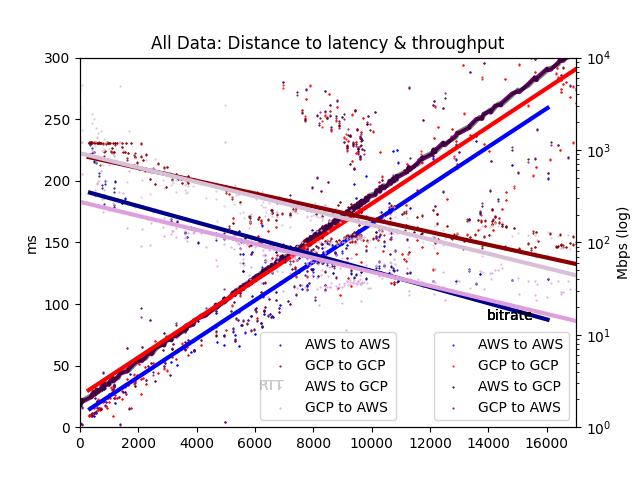 All Data: Distance to latency & throughput
300
250
200
150
100
50
0
ms
10^4
10^3
10^2
10^1
10^0
Mbps (log)
bitrate
RTT
AWS to AWS
GCP to GCP
AWS to GCP
GCP to AWS
AWS to AWS
GCP to GCP
AWS to GCP
GCP to AWS
0 2000 4000 6000 8000 10000 12000 14000 16000